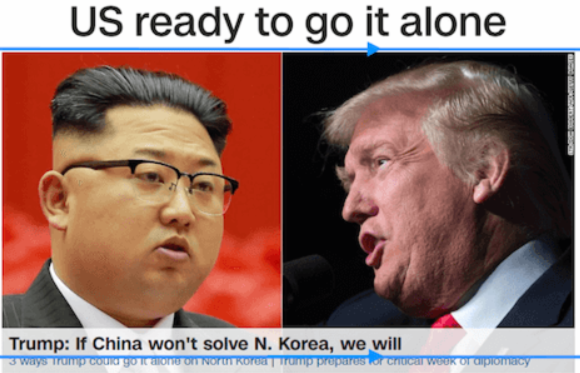 US ready to go it alone
Trump: If China won't solve N. Korea, we will
3 ways Trump could go it alone on North Korea | Trump prepares for critical week of diplomacy